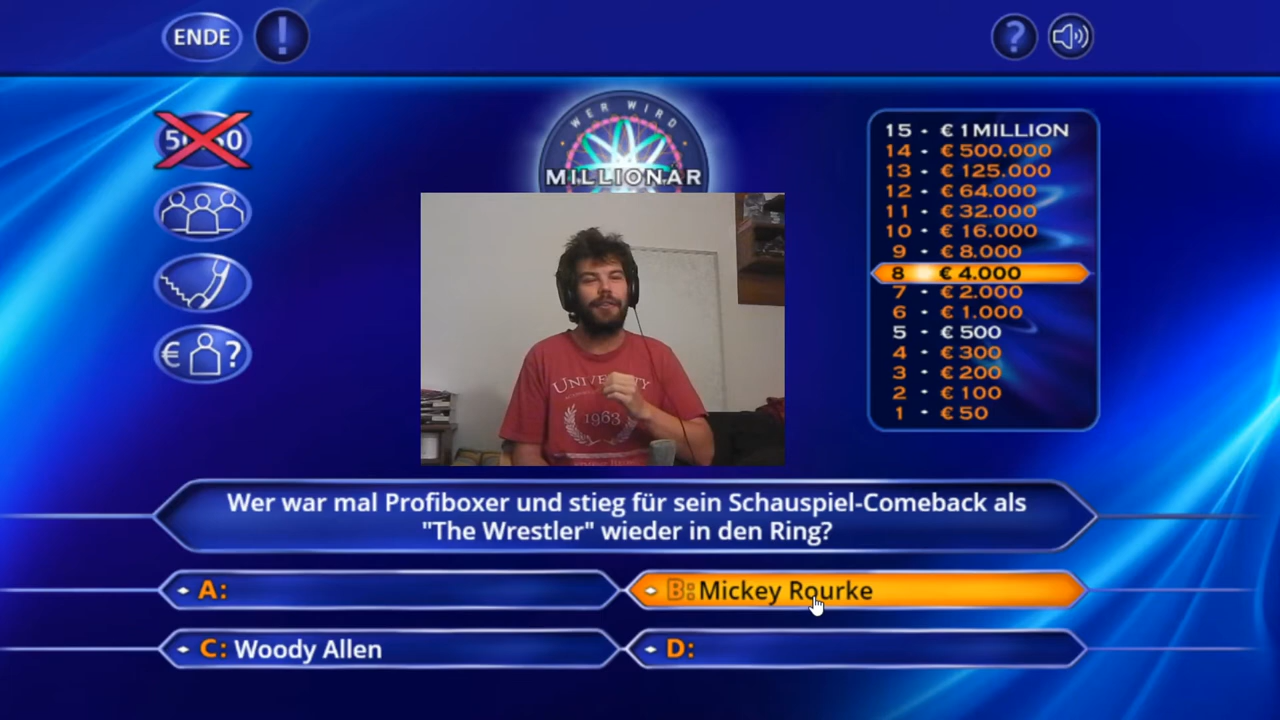 ENDE
!
?
WER WIRD
MILLIONÄR
15 · € 1 MILLION
14 · € 500.000
13 · € 125.000
12 · € 64.000
11 · € 32.000
10 · € 16.000
9 · € 8.000
8 € 4.000
7 · € 2.000
6 · € 1.000
5 · € 500
4 · € 300
3 · € 200
2 · € 100
1 · € 50
€ ?
UNIVERSITY
1963
Wer war mal Profiboxer und stieg für sein Schauspiel-Comeback als
"The Wrestler" wieder in den Ring?
A:
B: Mickey Rourke
C: Woody Allen
D: